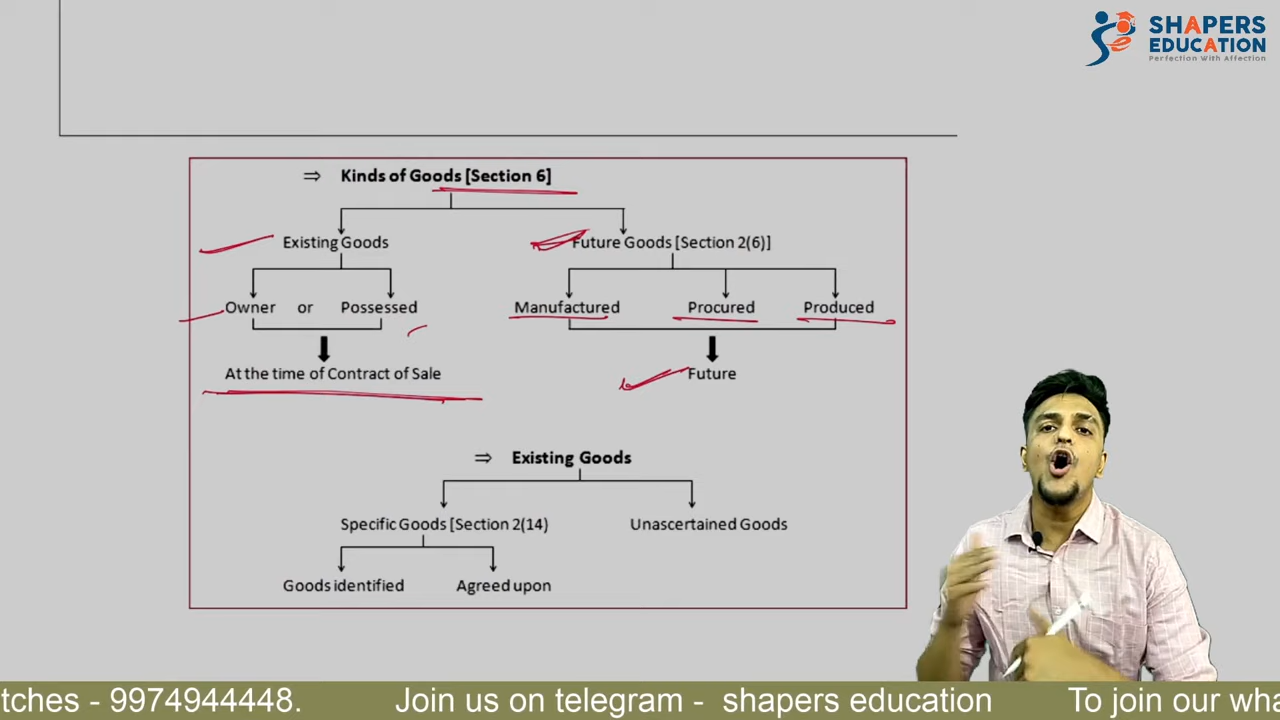 SHAPERS
EDUCATION
Perfection With Affection
⇒ Kinds of Goods [Section 6]
Existing Goods Future Goods [Section 2(6)]
Owner or Possessed Manufactured Procured Produced
At the time of Contract of Sale Future
⇒ Existing Goods
Specific Goods [Section 2(14) Unascertained Goods
Goods identified Agreed upon
tches - 9974944448. Join us on telegram - shapers education To join our wha